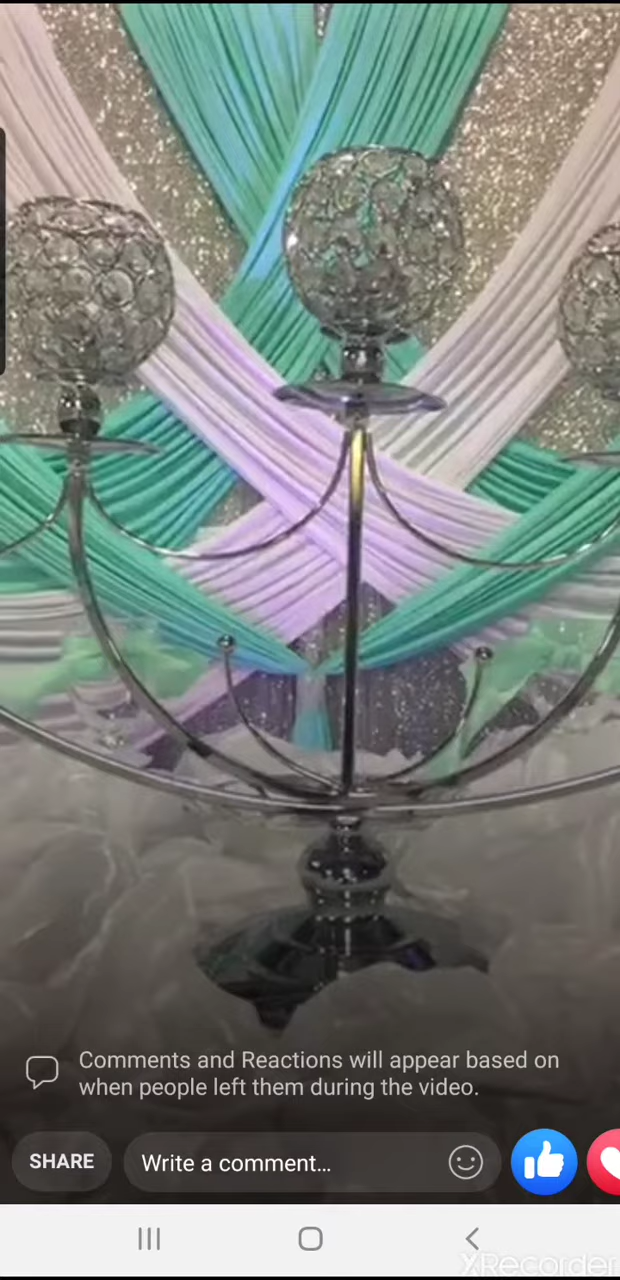 Comments and Reactions will appear based on
when people left them during the video.
SHARE
Write a comment...
XRecorder